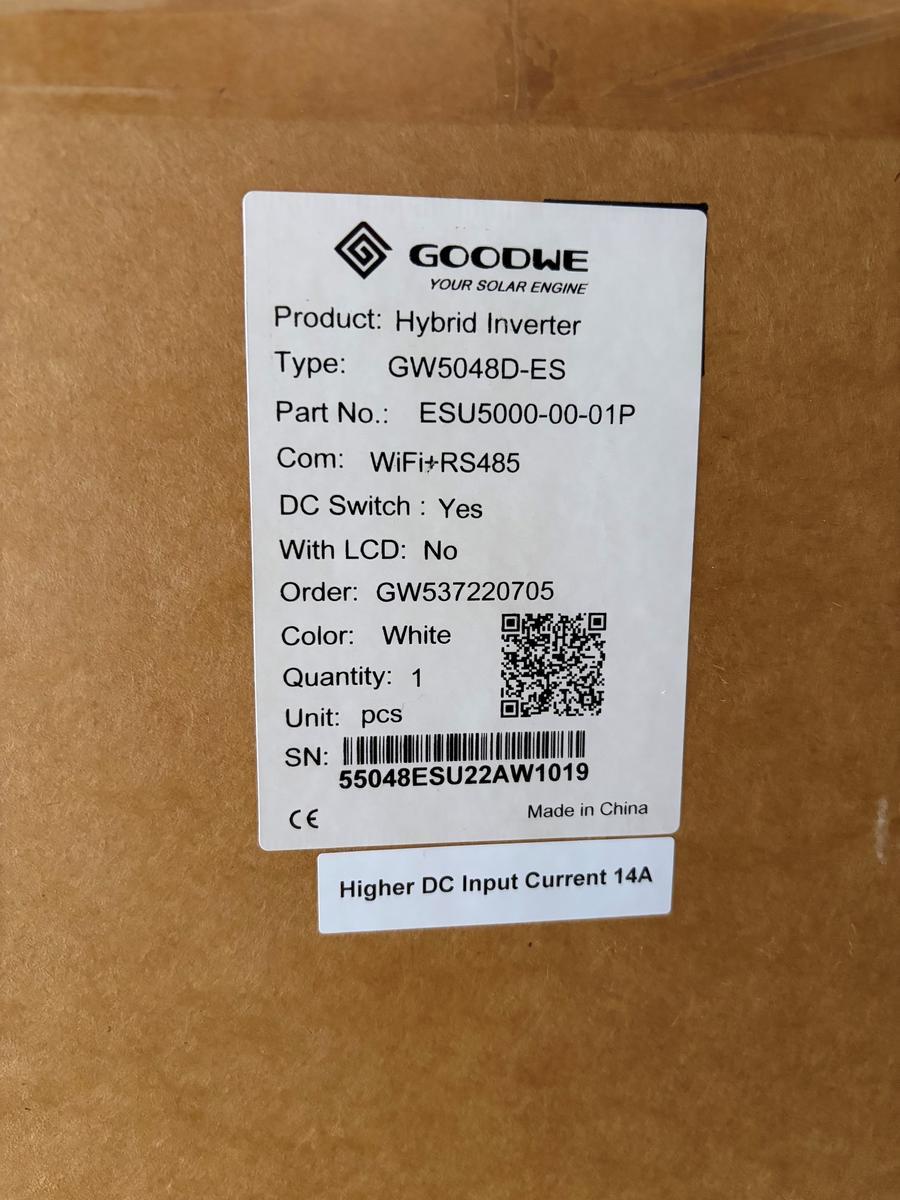 GOODWE
YOUR SOLAR ENGINE
Product: Hybrid Inverter
Type: GW5048D-ES
Part No.: ESU5000-00-01P
Com: WiFi+RS485
DC Switch : Yes
With LCD: No
Order: GW537220705
Color: White
Quantity: 1
Unit: pcs
SN:
55048ESU22AW1019
CE
Made in China
Higher DC Input Current 14A